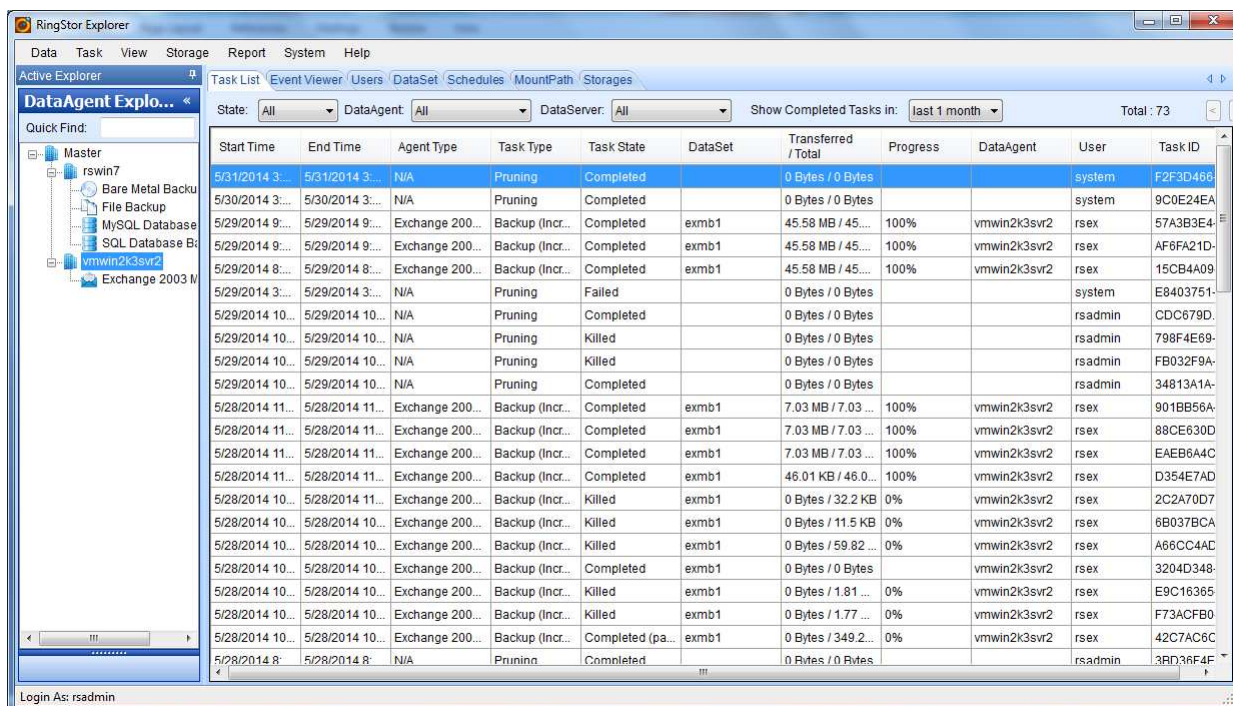 RingStor Explorer
Data Task View Storage Report System Help
Active Explorer
DataAgent Explo... «
Quick Find:
Master
rswin7
Bare Metal Backu
File Backup
MySQL Database
SQL Database Ba
vmwin2k3svr2
Exchange 2003 M
Task List Event Viewer Users DataSet Schedules MountPath Storages
State: All DataAgent: All DataServer: All Show Completed Tasks in: last 1 month Total : 73 <
Start Time End Time Agent Type Task Type Task State DataSet Transferred / Total Progress DataAgent User Task ID
5/31/2014 3:... 5/31/2014 3:... N/A Pruning Completed 0 Bytes / 0 Bytes system F2F3D466-
5/30/2014 3:... 5/30/2014 3:... N/A Pruning Completed 0 Bytes / 0 Bytes system 9C0E24EA
5/29/2014 9:... 5/29/2014 9:... Exchange 200... Backup (Incr... Completed exmb1 45.58 MB / 45.... 100% vmwin2k3svr2 rsex 57A3B3E4-
5/29/2014 9:... 5/29/2014 9:... Exchange 200... Backup (Incr... Completed exmb1 45.58 MB / 45.... 100% vmwin2k3svr2 rsex AF6FA21D-
5/29/2014 8:... 5/29/2014 8:... Exchange 200... Backup (Incr... Completed exmb1 45.58 MB / 45.... 100% vmwin2k3svr2 rsex 15CB4A09-
5/29/2014 3:... 5/29/2014 3:... N/A Pruning Failed 0 Bytes / 0 Bytes system E8403751-
5/29/2014 10... 5/29/2014 10... N/A Pruning Completed 0 Bytes / 0 Bytes rsadmin CDC679D.
5/29/2014 10... 5/29/2014 10... N/A Pruning Killed 0 Bytes / 0 Bytes rsadmin 798F4E69-
5/29/2014 10... 5/29/2014 10... N/A Pruning Killed 0 Bytes / 0 Bytes rsadmin FB032F9A-
5/29/2014 10... 5/29/2014 10... N/A Pruning Completed 0 Bytes / 0 Bytes rsadmin 34813A1A-
5/28/2014 11... 5/28/2014 11... Exchange 200... Backup (Incr... Completed exmb1 7.03 MB / 7.03 ... 100% vmwin2k3svr2 rsex 901BB56A-
5/28/2014 11... 5/28/2014 11... Exchange 200... Backup (Incr... Completed exmb1 7.03 MB / 7.03 ... 100% vmwin2k3svr2 rsex 88CE630D
5/28/2014 11... 5/28/2014 11... Exchange 200... Backup (Incr... Completed exmb1 7.03 MB / 7.03 ... 100% vmwin2k3svr2 rsex EAEB6A4C
5/28/2014 11... 5/28/2014 11... Exchange 200... Backup (Incr... Completed exmb1 46.01 KB / 46.0... 100% vmwin2k3svr2 rsex D354E7AD
5/28/2014 10... 5/28/2014 11... Exchange 200... Backup (Incr... Killed exmb1 0 Bytes / 32.2 KB 0% vmwin2k3svr2 rsex 2C2A70D7
5/28/2014 10... 5/28/2014 10... Exchange 200... Backup (Incr... Killed exmb1 0 Bytes / 11.5 KB 0% vmwin2k3svr2 rsex 6B037BCA
5/28/2014 10... 5/28/2014 10... Exchange 200... Backup (Incr... Killed exmb1 0 Bytes / 59.82 ... 0% vmwin2k3svr2 rsex A66CC4AD
5/28/2014 10... 5/28/2014 10... Exchange 200... Backup (Incr... Completed exmb1 0 Bytes / 0 Bytes vmwin2k3svr2 rsex 3204D348-
5/28/2014 10... 5/28/2014 10... Exchange 200... Backup (Incr... Killed exmb1 0 Bytes / 1.81 ... 0% vmwin2k3svr2 rsex E9C16365
5/28/2014 10... 5/28/2014 10... Exchange 200... Backup (Incr... Killed exmb1 0 Bytes / 1.77 ... 0% vmwin2k3svr2 rsex F73ACFB0-
5/28/2014 10... 5/28/2014 10... Exchange 200... Backup (Incr... Completed (pa... exmb1 0 Bytes / 349.2... 0% vmwin2k3svr2 rsex 42C7AC6C
5/28/2014 8: 5/28/2014 8: N/A Pruning Completed 0 Bytes / 0 Bytes rsadmin 3BD36F4F
Login As: rsadmin